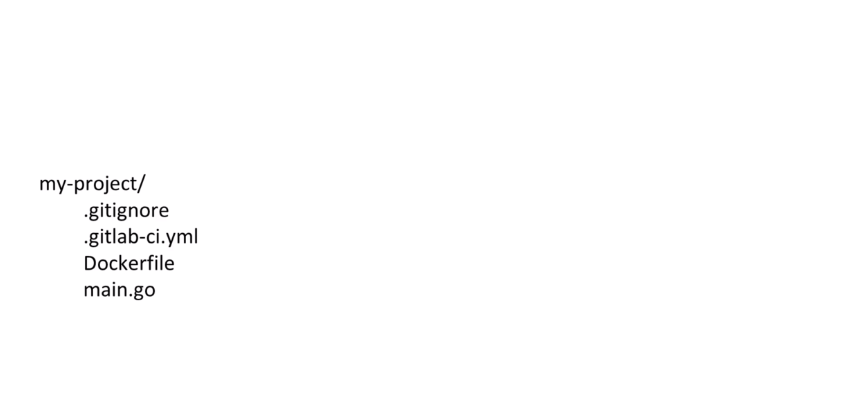 my-project/
.gitignore
.gitlab-ci.yml
Dockerfile
main.go